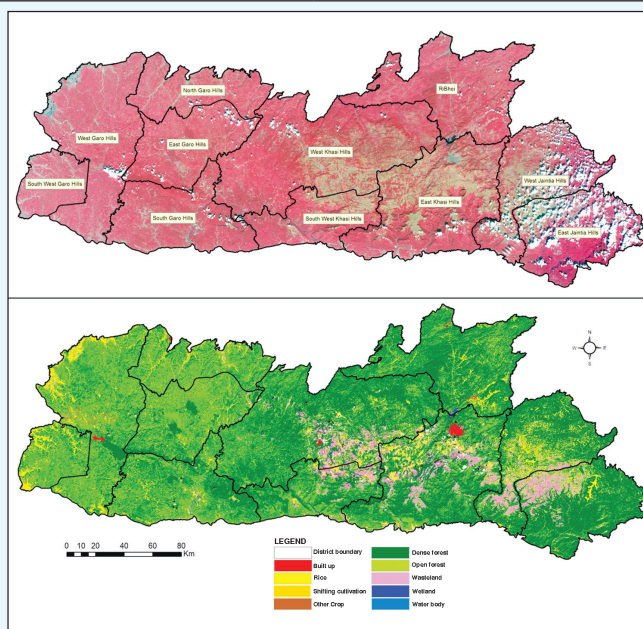 North Garo Hills
RiBhoi
West Garo Hills
East Garo Hills
West Khasi Hills
South West Garo Hills
West Jaintia Hills
East Khasi Hills
South Garo Hills
South West Khasi Hills
East Jaintia Hills
N
W E
S
LEGEND
District boundary Dense forest
Built up Open forest
Rice Wasteland
Shifting cultivation Wetland
Other Crop Water body
0 10 20 40 60 80
Km